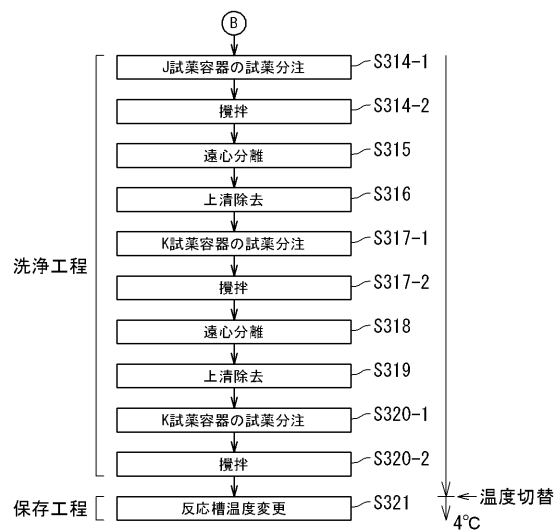 B
J試薬容器の試薬分注 S314-1
攪拌 S314-2
遠心分離 S315
上清除去 S316
K試薬容器の試薬分注 S317-1
洗浄工程
攪拌 S317-2
遠心分離 S318
上清除去 S319
K試薬容器の試薬分注 S320-1
攪拌 S320-2
温度切替
保存工程 反応槽温度変更 S321
4℃